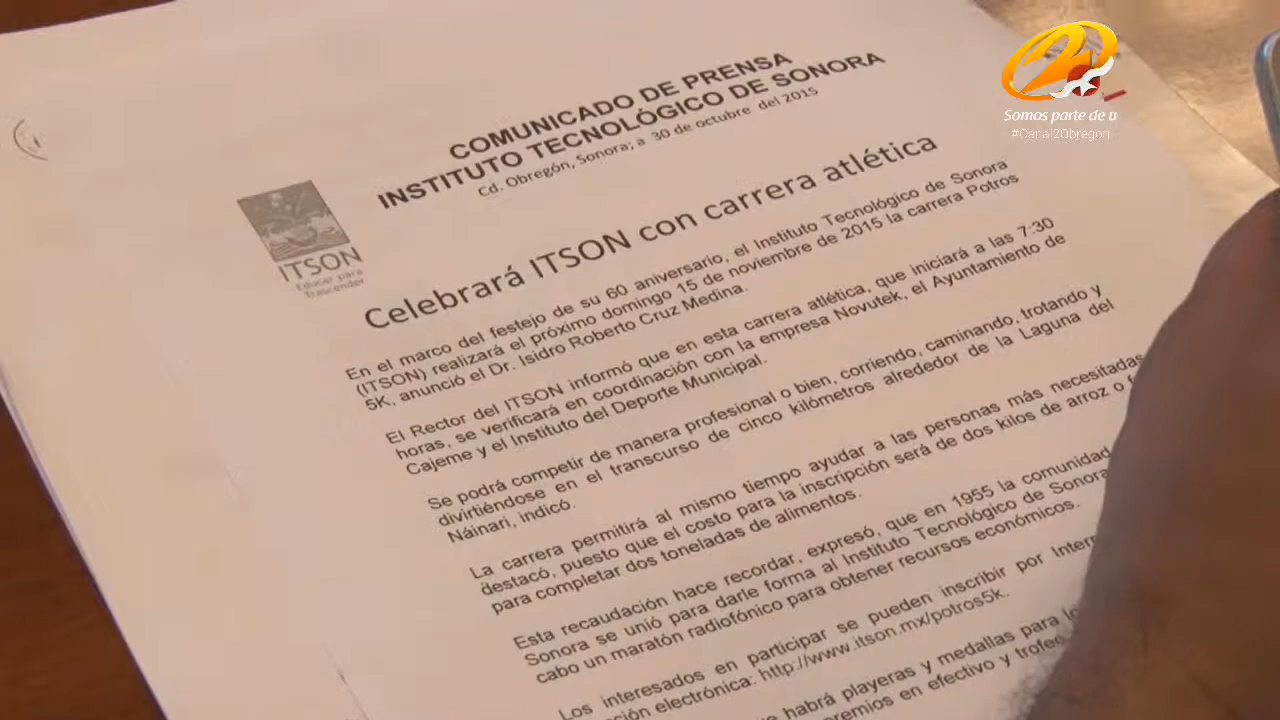 COMUNICADO DE PRENSA
INSTITUTO TECNOLÓGICO DE SONORA
Cd. Obregón, Sonora; a 30 de octubre del 2015
Somos parte de
#Canal2Obregon
ITSON
Educar para
Trascender
Celebrará ITSON con carrera atlética
En el marco del festejo de su 60 aniversario, el Instituto Tecnológico de Sonora
(ITSON) realizará el próximo domingo 15 de noviembre de 2015 la carrera Potros
5K, anunció el Dr. Isidro Roberto Cruz Medina.
El Rector del ITSON informó que en esta carrera atlética, que iniciará a las 7:30
horas, se verificará en coordinación con la empresa Novutek, el Ayuntamiento de
Cajeme y el Instituto del Deporte Municipal.
Se podrá competir de manera profesional o bien, corriendo, caminando, trotando y
divirtiéndose en el transcurso de cinco kilómetros alrededor de la Laguna del
Náinari, indicó.
La carrera permitirá al mismo tiempo ayudar a las personas más necesitadas
destacó, puesto que el costo para la inscripción será de dos kilos de arroz o
para completar dos toneladas de alimentos.
Esta recaudación hace recordar, expresó, que en 1955 la comunidad
Sonora se unió para darle forma al Instituto Tecnológico de Sonora
cabo un maratón radiofónico para obtener recursos económicos.
Los interesados en participar se pueden inscribir por
electrónica: http://www.itson.mx/potros5k.
habrá playeras y medallas para
en efectivo y